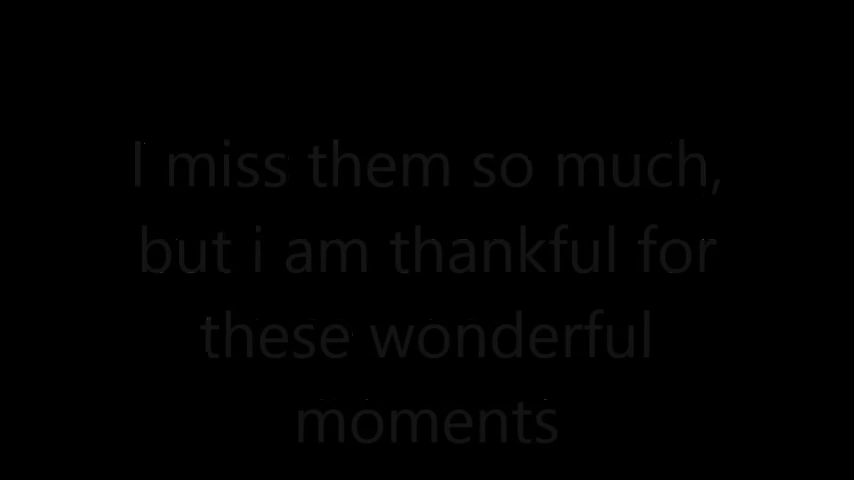 I miss them so much,
but i am thankful for
these wonderful
moments